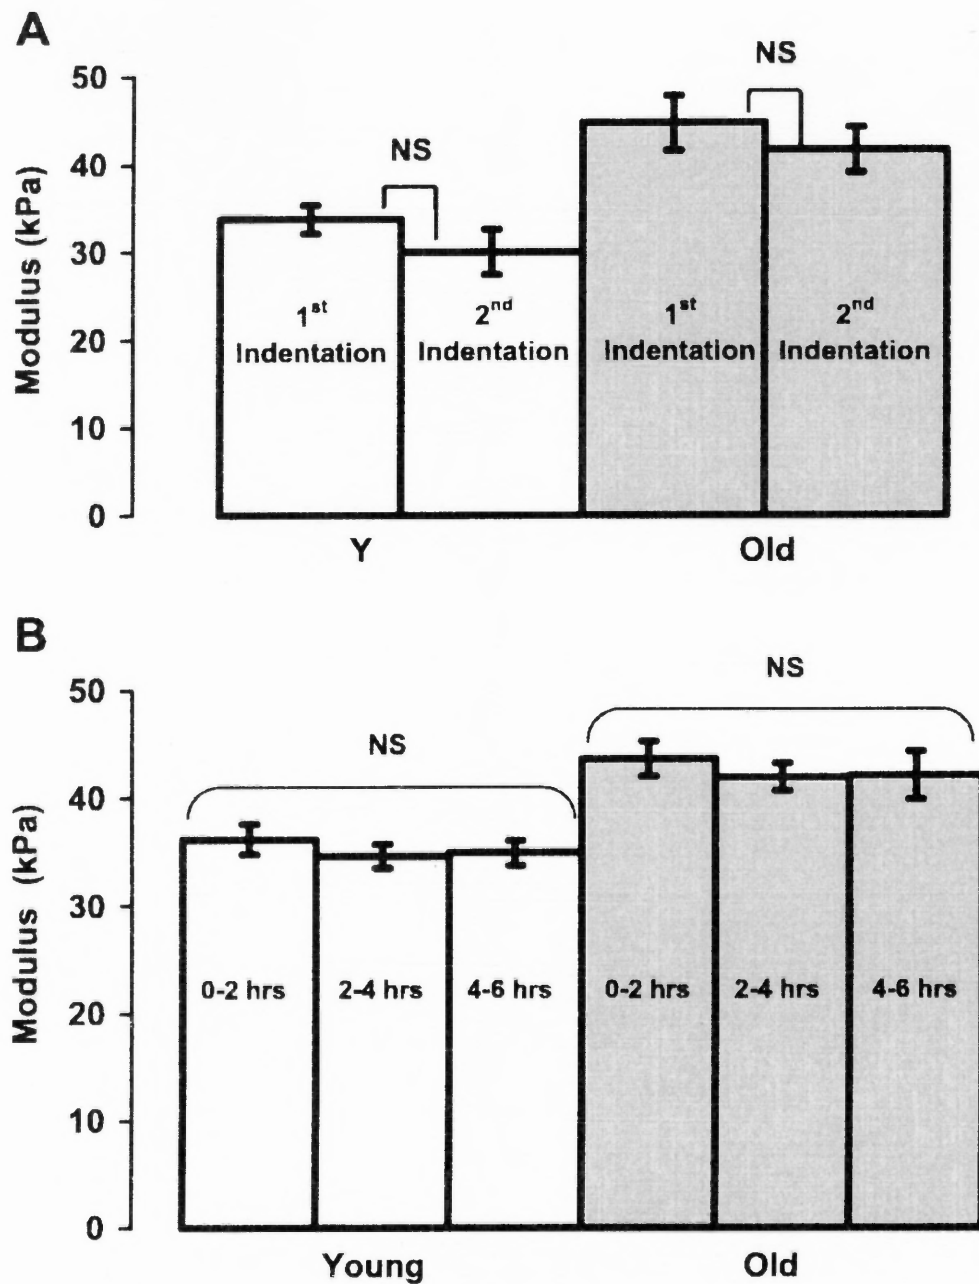 A
NS
50
NS
40
30
20
10
0
Modulus (kPa)
1st
Indentation
2nd
Indentation
1st
Indentation
2nd
Indentation
Y
Old
B
NS
50
NS
40
30
20
10
0
Modulus (kPa)
0-2 hrs
2-4 hrs
4-6 hrs
0-2 hrs
2-4 hrs
4-6 hrs
Young
Old